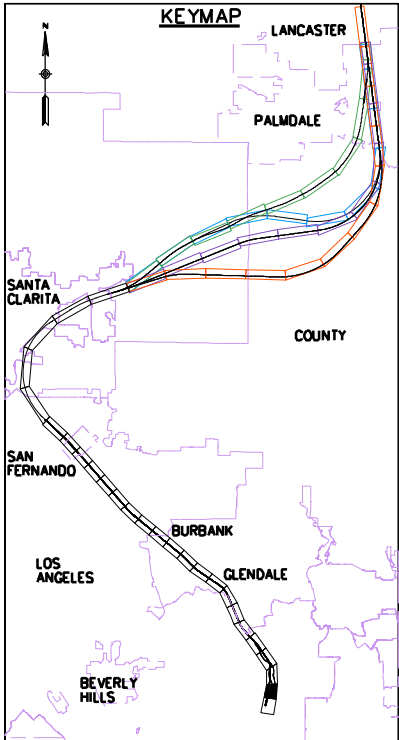 KEYMAP
N
LANCASTER
PALMDALE
SANTA
CLARITA
COUNTY
SAN
FERNANDO
BURBANK
LOS
ANGELES
GLENDALE
BEVERLY
HILLS